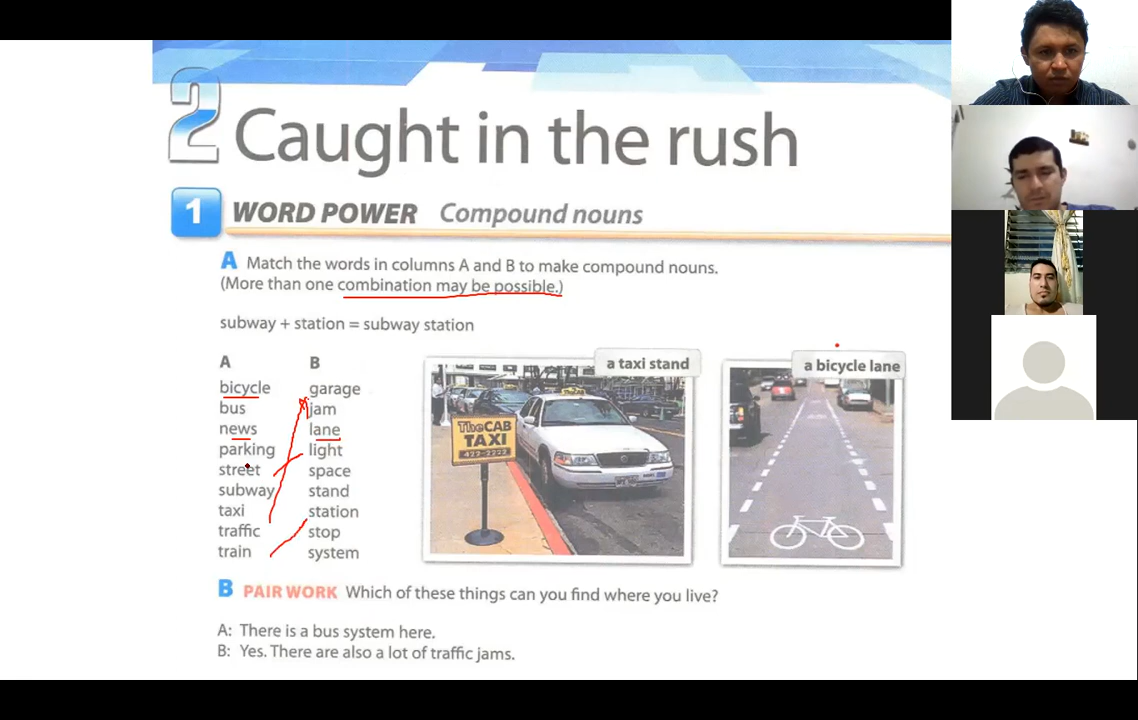 2 Caught in the rush
1 WORD POWER Compound nouns
A Match the words in columns A and B to make compound nouns.
(More than one combination may be possible.)
subway + station = subway station
A B
bicycle garage
bus jam
news lane
parking light
street space
subway stand
taxi station
traffic stop
train system
a taxi stand
TheCAB
TAXI
422-2222
a bicycle lane
B PAIR WORK Which of these things can you find where you live?
A: There is a bus system here.
B: Yes. There are also a lot of traffic jams.